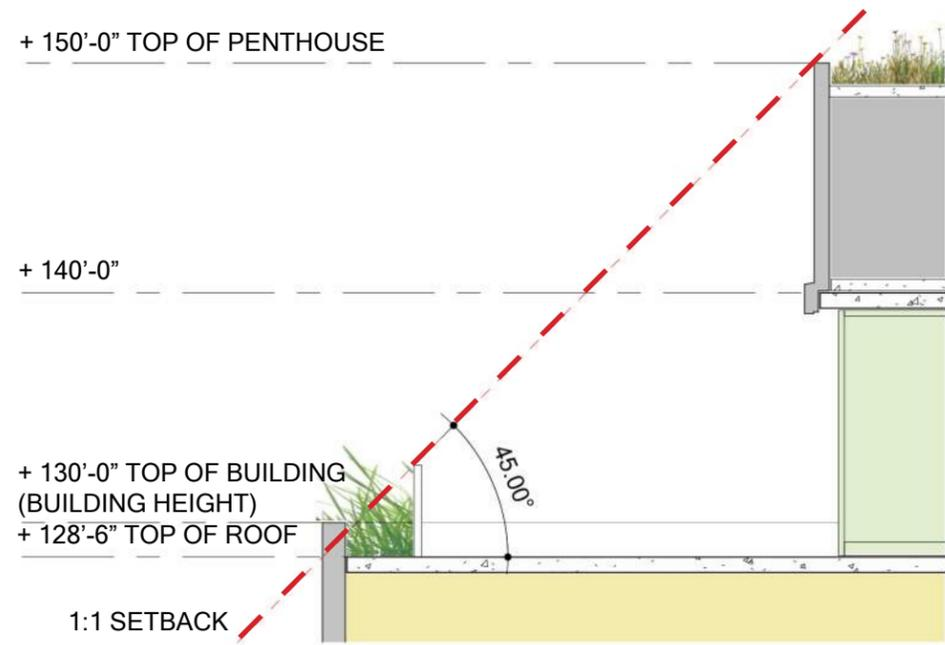 + 150’-0” TOP OF PENTHOUSE
+ 140’-0”
45.00°
+ 130’-0” TOP OF BUILDING
(BUILDING HEIGHT)
+ 128’-6” TOP OF ROOF
1:1 SETBACK